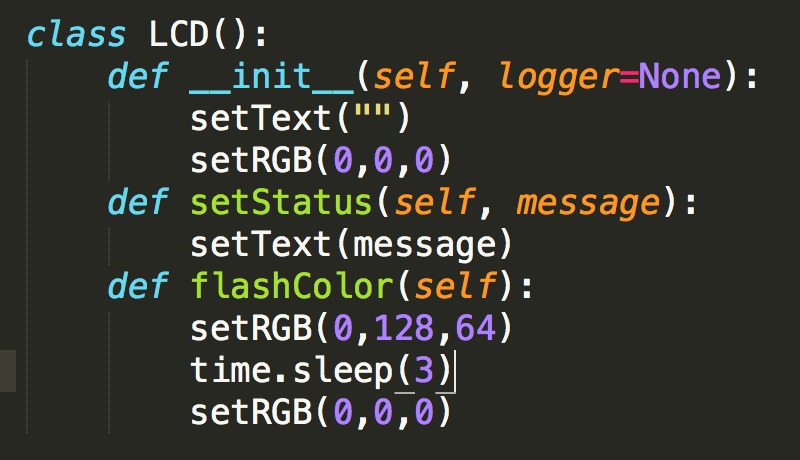 class LCD():
    def __init__(self, logger=None):
        setText("")
        setRGB(0,0,0)
    def setStatus(self, message):
        setText(message)
    def flashColor(self):
        setRGB(0,128,64)
        time.sleep(3)
        setRGB(0,0,0)